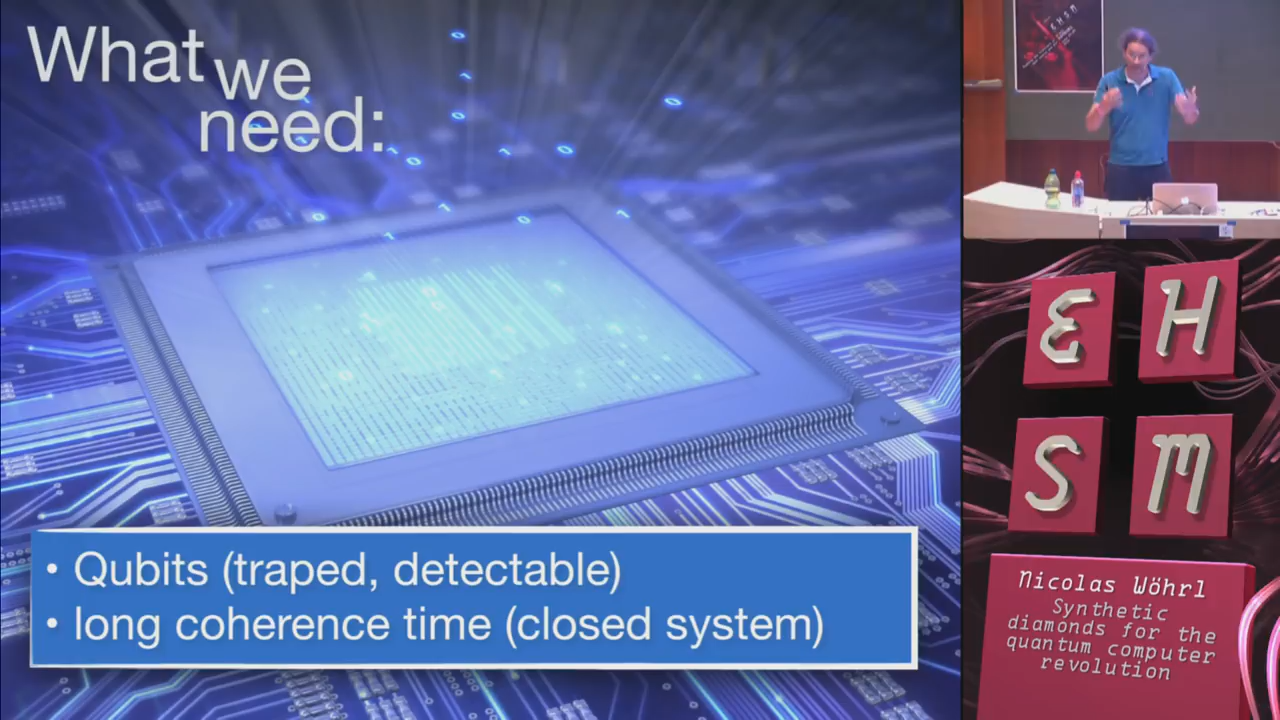 What we
need:
• Qubits (traped, detectable)
• long coherence time (closed system)
E H
S M
Nicolas Wöhrl
Synthetic
diamonds for the
quantum computer
revolution